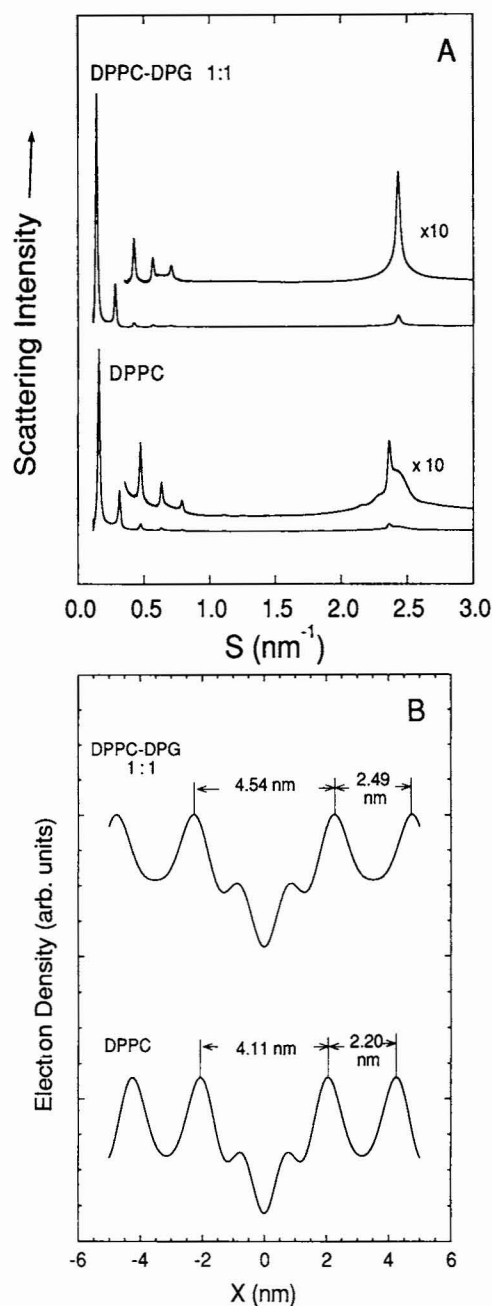 A
DPPC-DPG 1:1
x10
DPPC
x 10
Scattering Intensity
0.0 0.5 1.0 1.5 2.0 2.5 3.0
S (nm-1)
B
DPPC-DPG
1:1
4.54 nm
2.49
nm
DPPC
4.11 nm
2.20
nm
Electron Density (arb. units)
-6 -4 -2 0 2 4 6
X (nm)